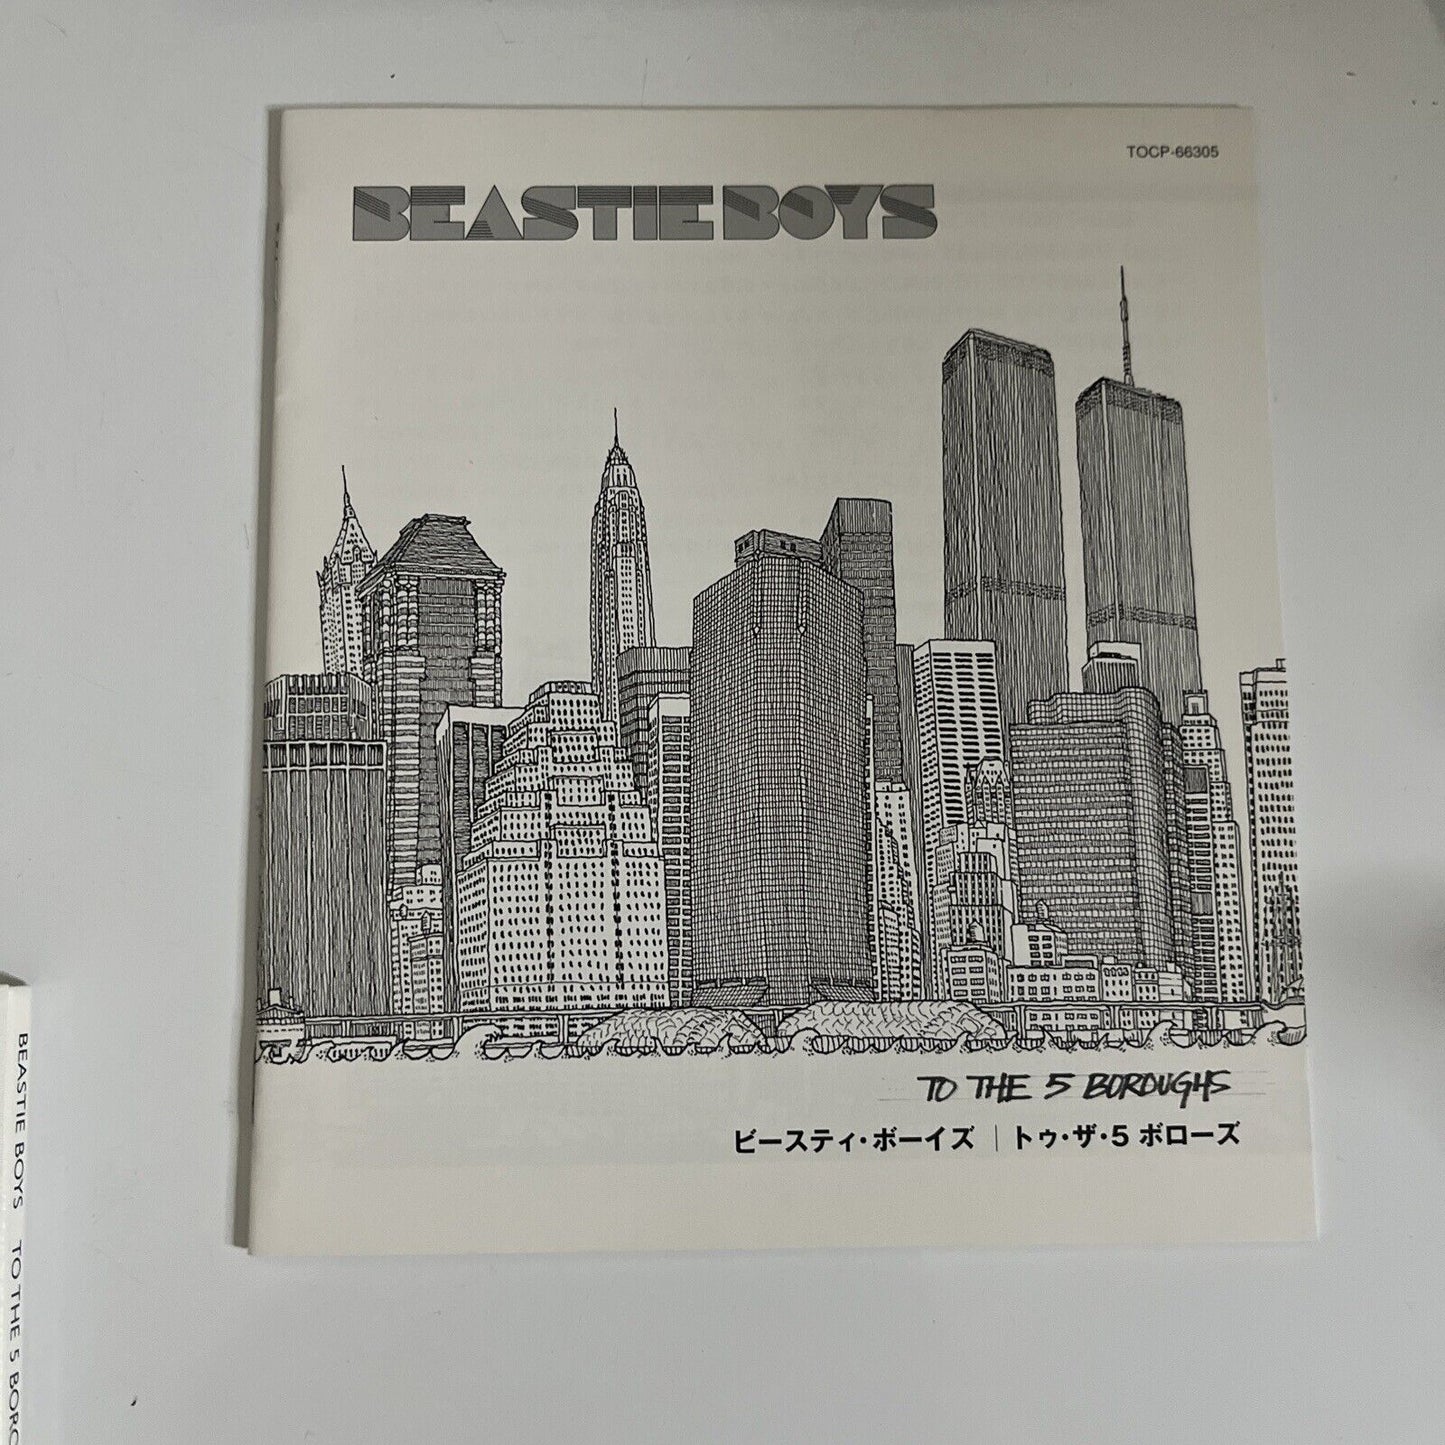 TOCP-66305
BEASTIE BOYS
TO THE 5 BOROUGHS
ビースティ・ボーイズ | トゥ・ザ・5 ボローズ
BEASTIE BOYS TO THE 5 BORO